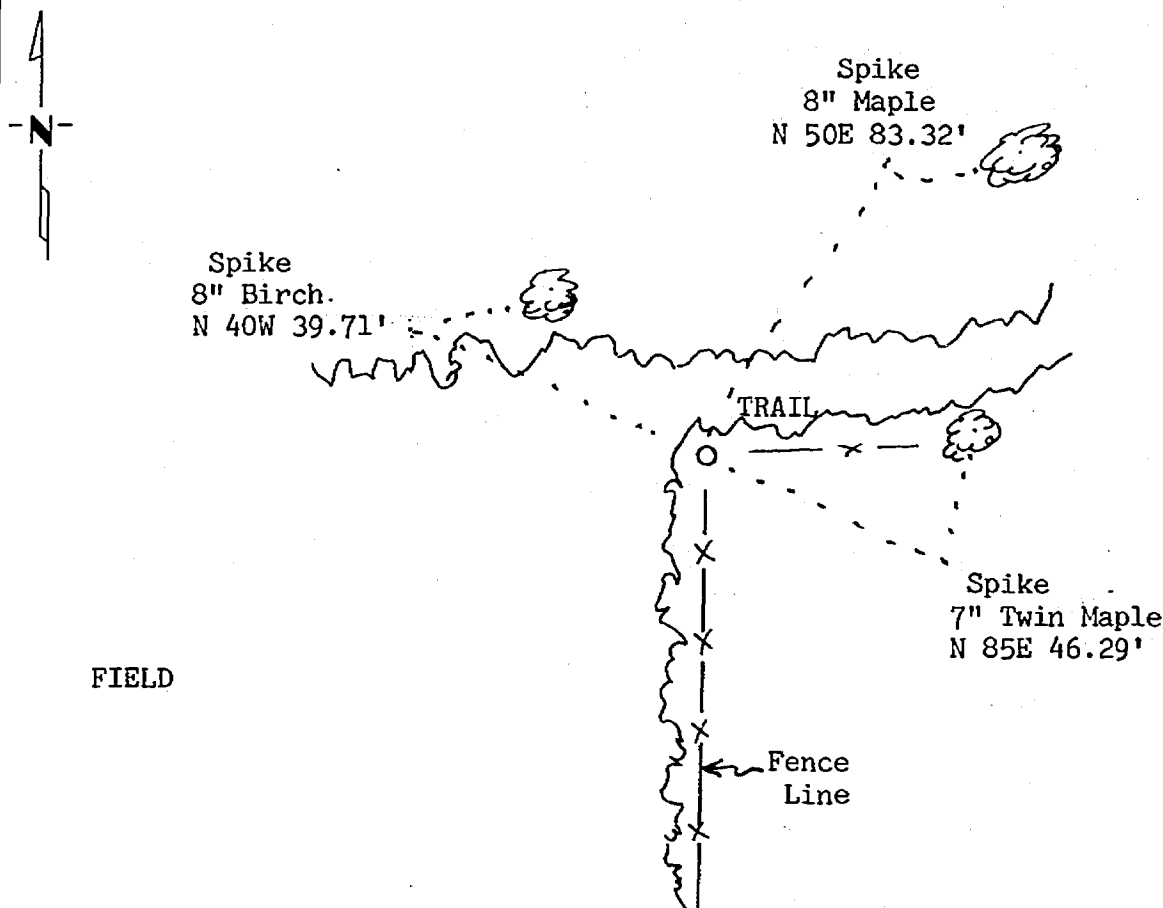 N
Spike
8" Maple
N 50E 83.32'
Spike
8" Birch
N 40W 39.71'
TRAIL
Spike
7" Twin Maple
N 85E 46.29'
FIELD
Fence
Line